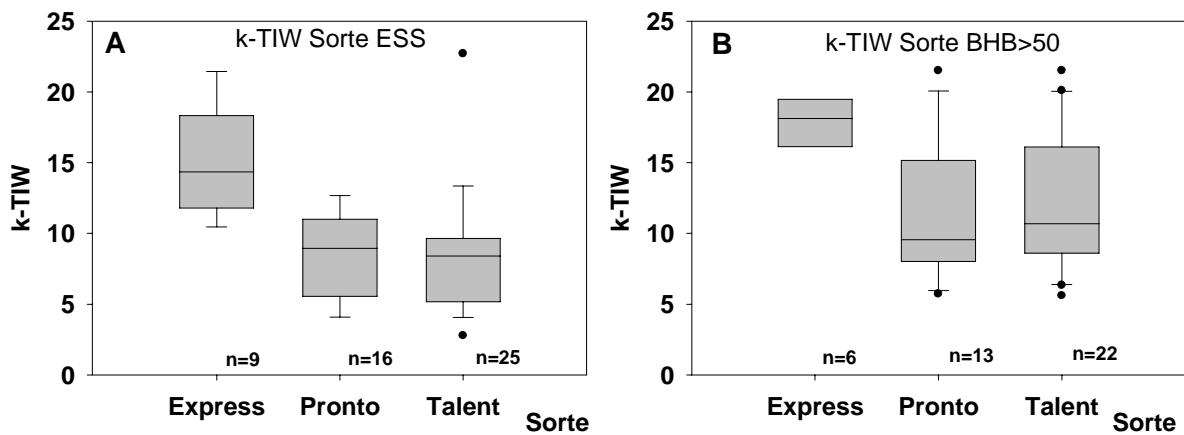 A
k-TIW Sorte ESS
k-TIW
25
20
15
10
5
0
n=9 n=16 n=25
Express Pronto Talent
Sorte
B
k-TIW Sorte BHB>50
k-TIW
25
20
15
10
5
0
n=6 n=13 n=22
Express Pronto Talent
Sorte